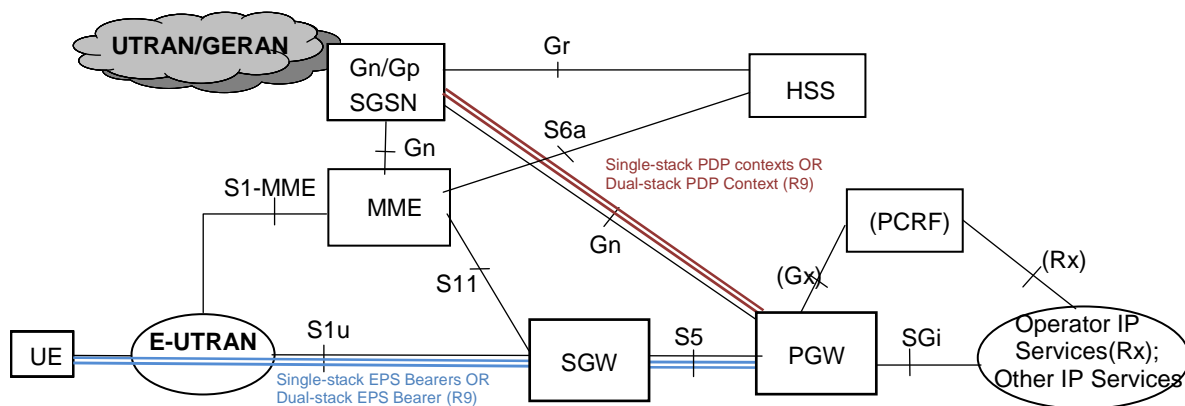 UTRAN/GERAN
Gn/Gp
SGSN
Gr
HSS
Gn
S6a
Single-stack PDP contexts OR
Dual-stack PDP Context (R9)
S1-MME
MME
Gn
(PCRF)
S11
(Gx)
(Rx)
UE
E-UTRAN
S1u
SGW
S5
PGW
SGi
Operator IP
Services(Rx);
Other IP Services
Single-stack EPS Bearers OR
Dual-stack EPS Bearer (R9)